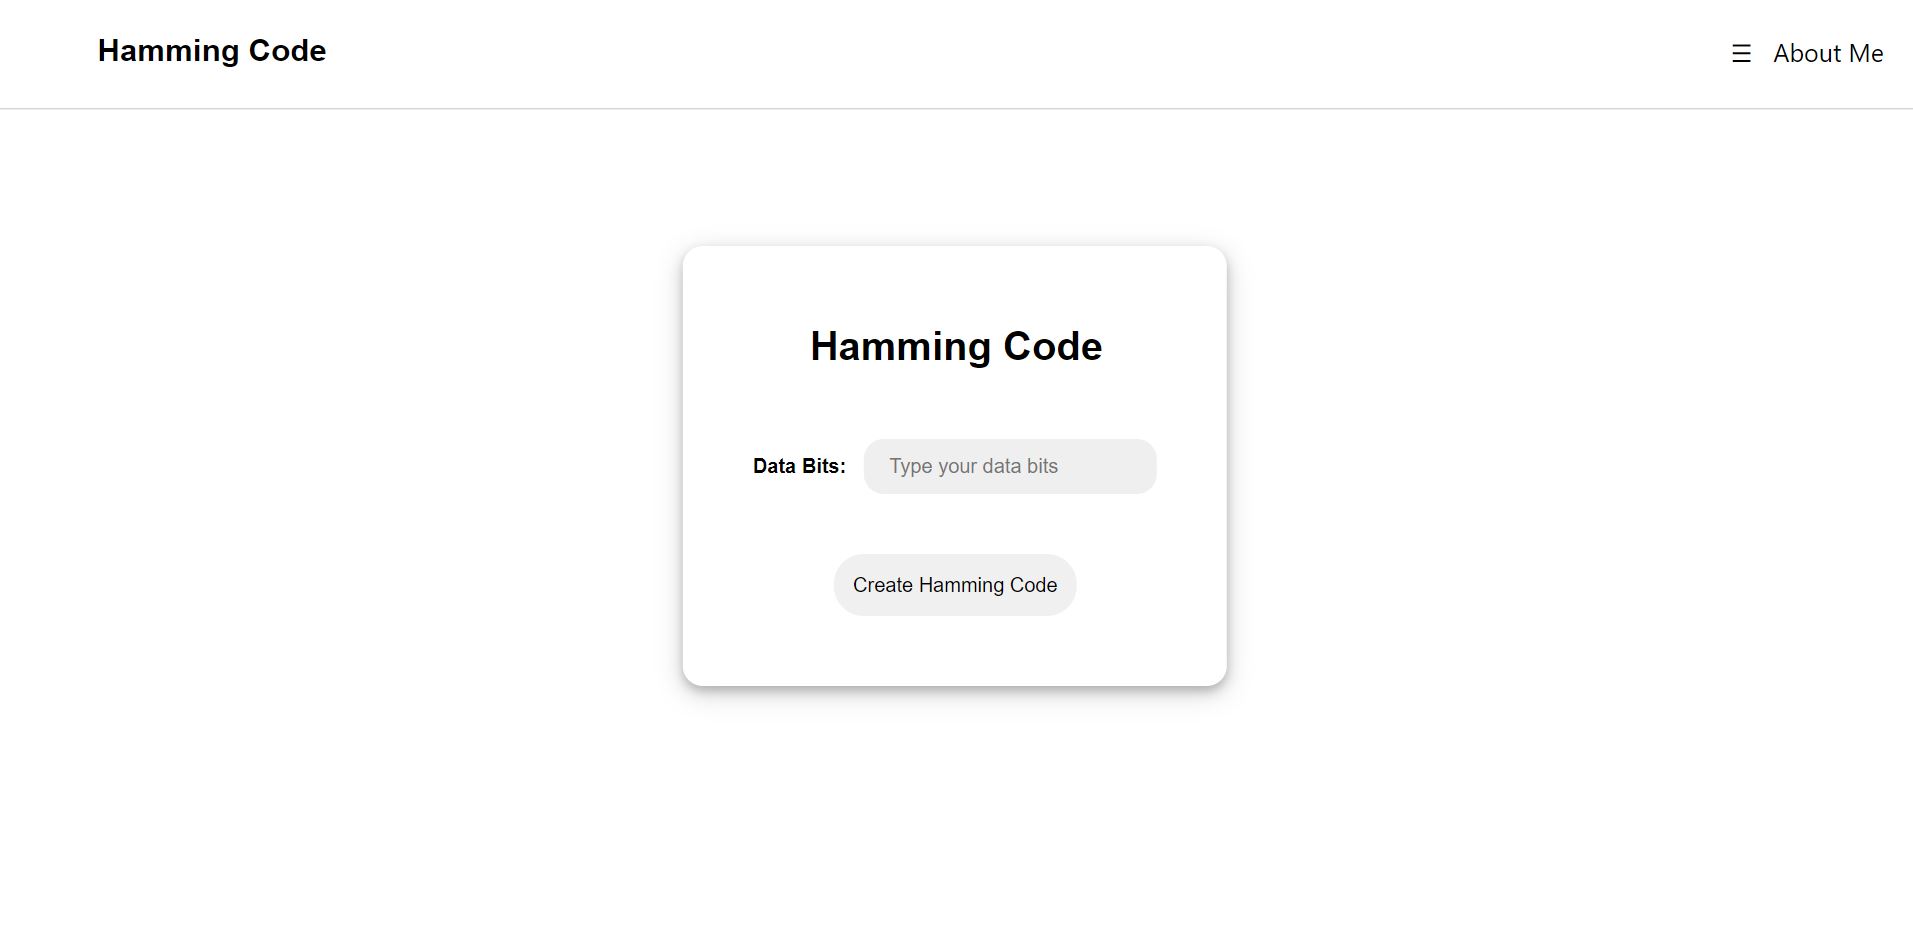 Hamming Code
☰ About Me
Hamming Code
Data Bits: Type your data bits
Create Hamming Code